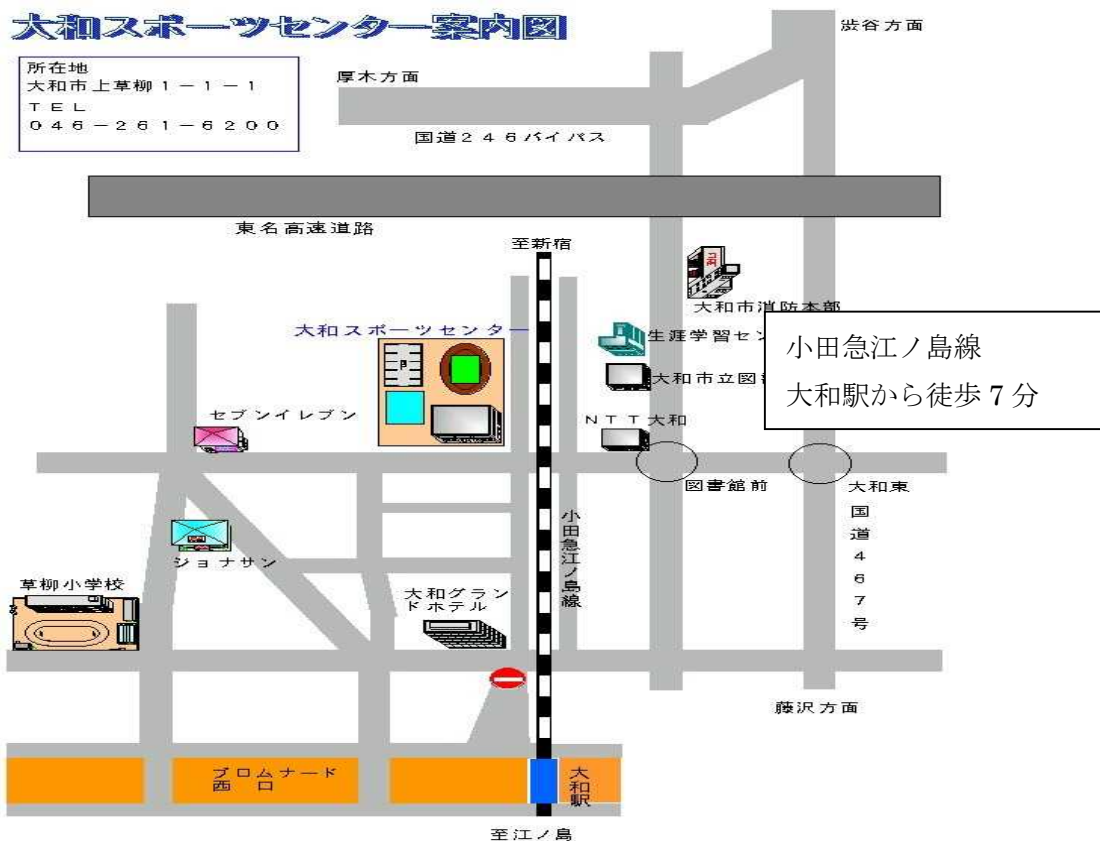 大和スポーツセンター案内図
所在地
大和市上草柳１－１－１
ＴＥＬ
０４６－２６１－６２００
渋谷方面
厚木方面
国道２４６バイパス
東名高速道路
至新宿
大和市消防本部
大和スポーツセンター
生涯学習セン
小田急江ノ島線
大和駅から徒歩 7 分
大和市立図
セブンイレブン
ＮＴＴ大和
図書館前
大和東
国道４６７号
小田急江ノ島線
ジョナサン
草柳小学校
大和グラン
ドホテル
藤沢方面
プロムナード
西口
大和駅
至江ノ島